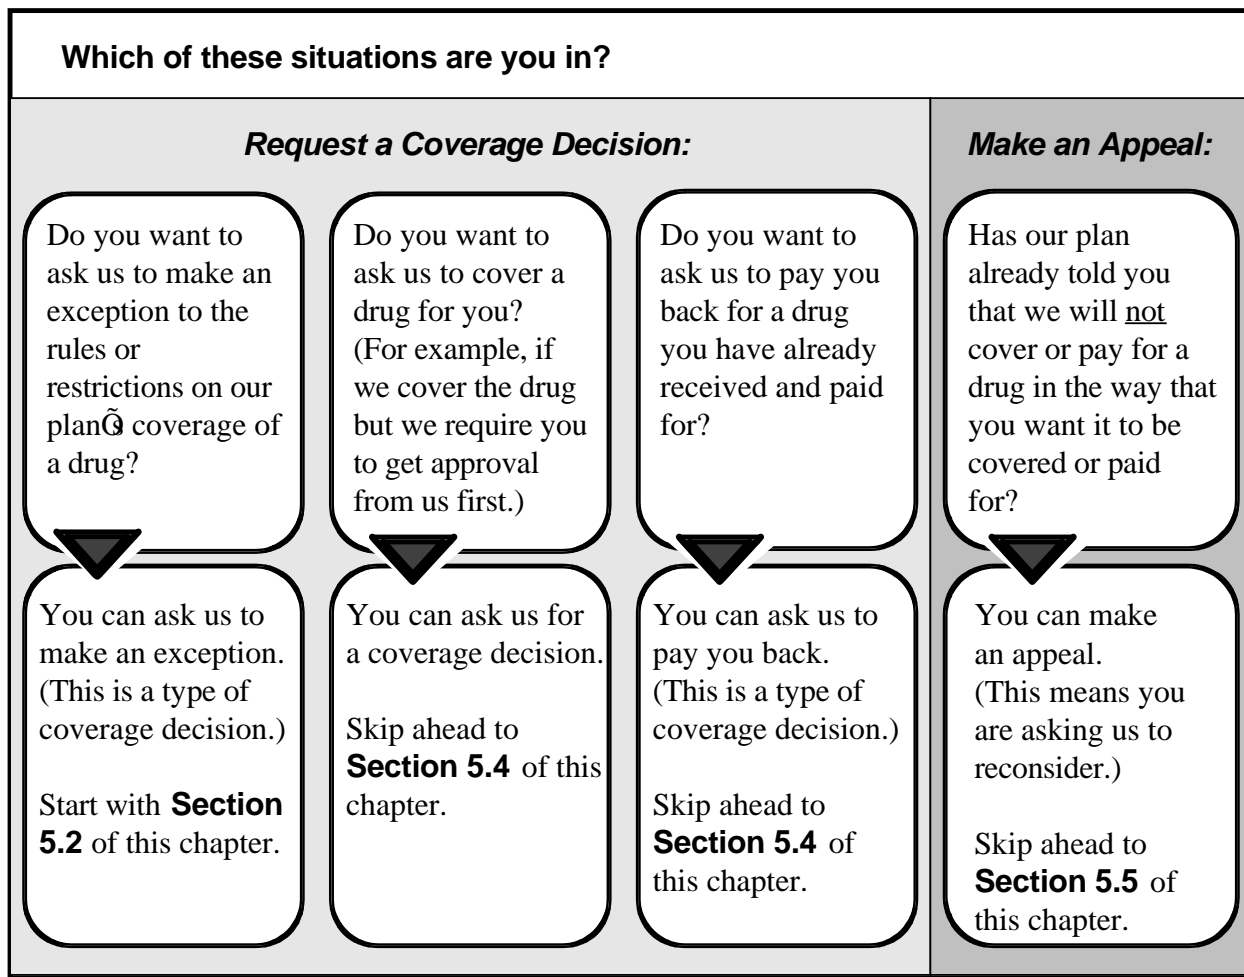 Which of these situations are you in?
Request a Coverage Decision:
Make an Appeal:
Do you want to
ask us to make an
exception to the
rules or
restrictions on our
planÕs coverage of
a drug?
Do you want to
ask us to cover a
drug for you?
(For example, if
we cover the drug
but we require you
to get approval
from us first.)
Do you want to
ask us to pay you
back for a drug
you have already
received and paid
for?
Has our plan
already told you
that we will not
cover or pay for a
drug in the way that
you want it to be
covered or paid
for?
You can ask us to
make an exception.
(This is a type of
coverage decision.)
Start with Section
5.2 of this chapter.
You can ask us for
a coverage decision.
Skip ahead to
Section 5.4 of this
chapter.
You can ask us to
pay you back.
(This is a type of
coverage decision.)
Skip ahead to
Section 5.4 of
this chapter.
You can make
an appeal.
(This means you
are asking us to
reconsider.)
Skip ahead to
Section 5.5 of
this chapter.